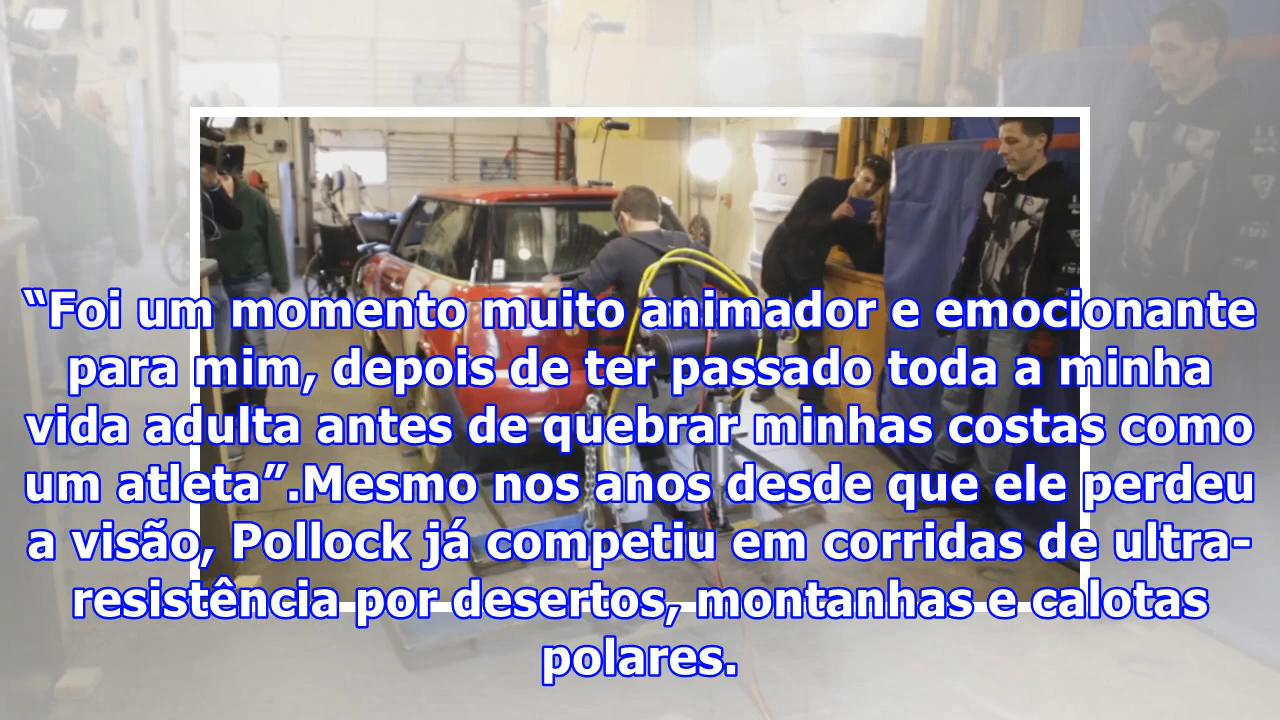 “Foi um momento muito animador e emocionante
para mim, depois de ter passado toda a minha
vida adulta antes de quebrar minhas costas como
um atleta”.Mesmo nos anos desde que ele perdeu
a visão, Pollock já competiu em corridas de ultra-
resistência por desertos, montanhas e calotas
polares.